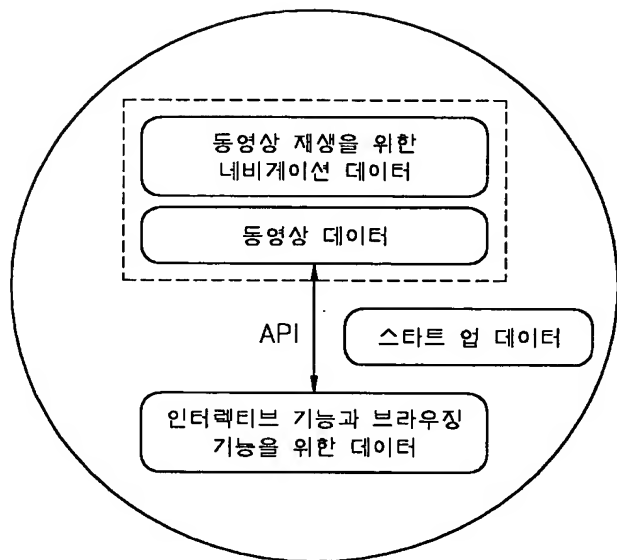 동영상 재생을 위한
네비게이션 데이터
동영상 데이터
API
스타트 업 데이터
인터렉티브 기능과 브라우징
기능을 위한 데이터